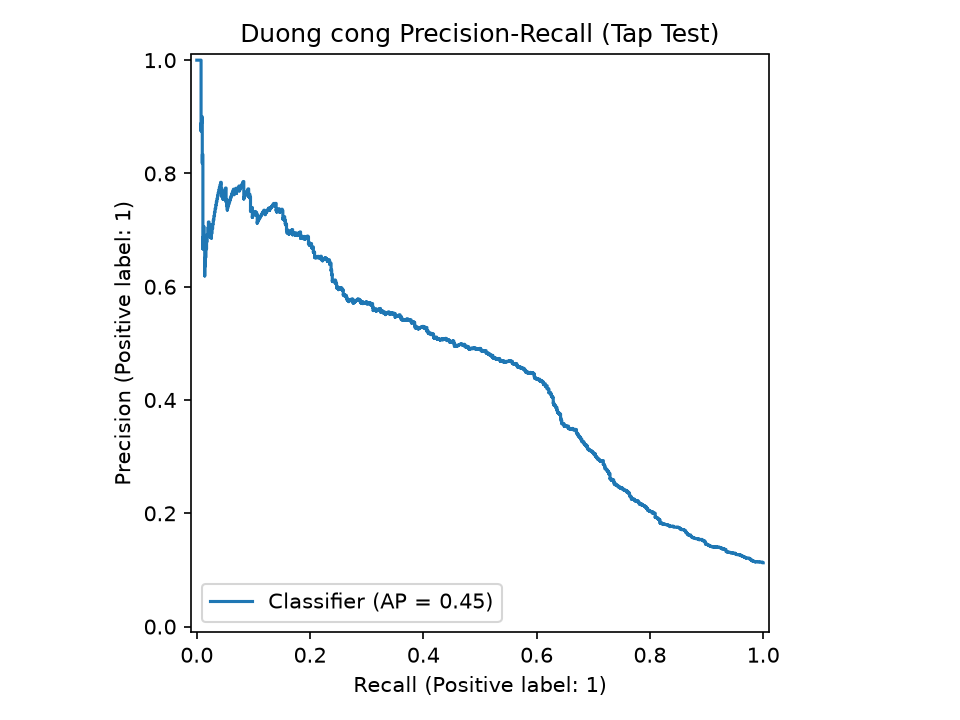 Duong cong Precision-Recall (Tap Test)
1.0
0.8
0.6
0.4
0.2
0.0
Precision (Positive label: 1)
Classifier (AP = 0.45)
0.0 0.2 0.4 0.6 0.8 1.0
Recall (Positive label: 1)